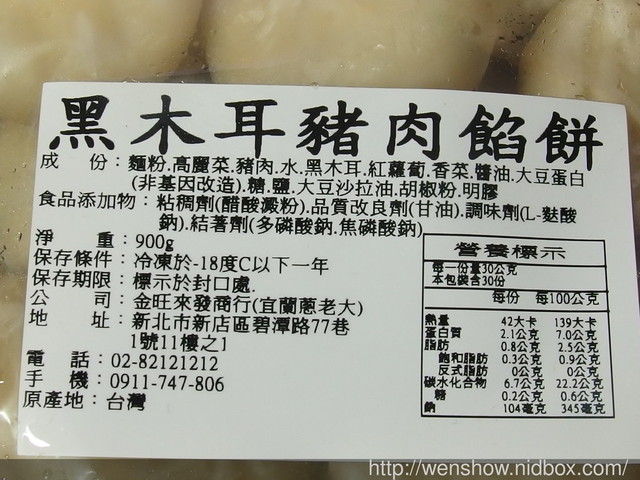 黑木耳豬肉餡餅
成　份：麵粉.高麗菜.豬肉.水.黑木耳.紅蘿蔔.香菜.醬油.大豆蛋白
(非基因改造).糖.鹽.大豆沙拉油.胡椒粉.明膠
食品添加物：粘稠劑(醋酸澱粉).品質改良劑(甘油).調味劑(L-麩酸
鈉).結著劑(多磷酸鈉.焦磷酸鈉)
淨　　重：900g
保存條件：冷凍於-18度C以下一年
保存期限：標示於封口處.
公　　司：金旺來發商行(宜蘭蔥老大)
地　　址：新北市新店區碧潭路77巷
1號11樓之1
電　　話：02-82121212
手　　機：0911-747-806
原產地：台灣
營養標示
每一份量30公克
本包裝含30份
每份　每100公克
熱量　42大卡　139大卡
蛋白質　2.1公克　7.0公克
脂肪　0.8公克　2.5公克
飽和脂肪　0.3公克　0.9公克
反式脂肪　0公克　0公克
碳水化合物　6.7公克　22.2公克
糖　0.2公克　0.6公克
鈉　104毫克　345毫克
http://wenshow.nidbox.com/